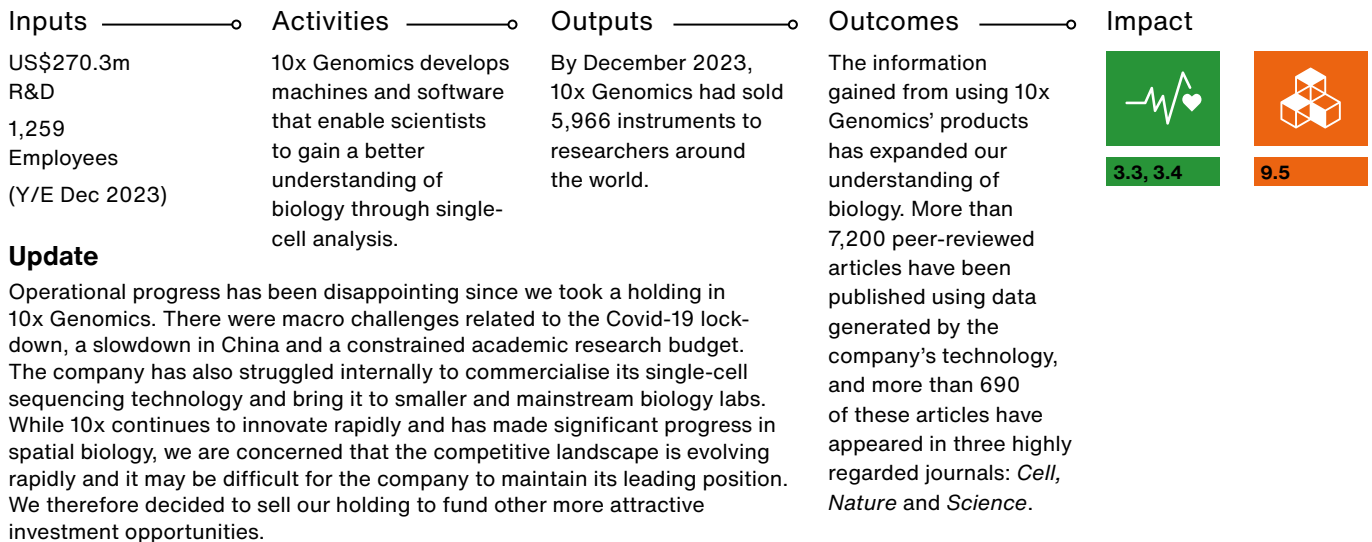 Inputs
US$270.3m
R&D
1,259
Employees
(Y/E Dec 2023)
Activities
10x Genomics develops
machines and software
that enable scientists
to gain a better
understanding of
biology through single-
cell analysis.
Outputs
By December 2023,
10x Genomics had sold
5,966 instruments to
researchers around
the world.
Outcomes
The information
gained from using 10x
Genomics’ products
has expanded our
understanding of
biology. More than
7,200 peer-reviewed
articles have been
published using data
generated by the
company’s technology,
and more than 690
of these articles have
appeared in three highly
regarded journals: Cell,
Nature and Science.
Impact
3.3, 3.4
9.5
Update
Operational progress has been disappointing since we took a holding in
10x Genomics. There were macro challenges related to the Covid-19 lock-
down, a slowdown in China and a constrained academic research budget.
The company has also struggled internally to commercialise its single-cell
sequencing technology and bring it to smaller and mainstream biology labs.
While 10x continues to innovate rapidly and has made significant progress in
spatial biology, we are concerned that the competitive landscape is evolving
rapidly and it may be difficult for the company to maintain its leading position.
We therefore decided to sell our holding to fund other more attractive
investment opportunities.